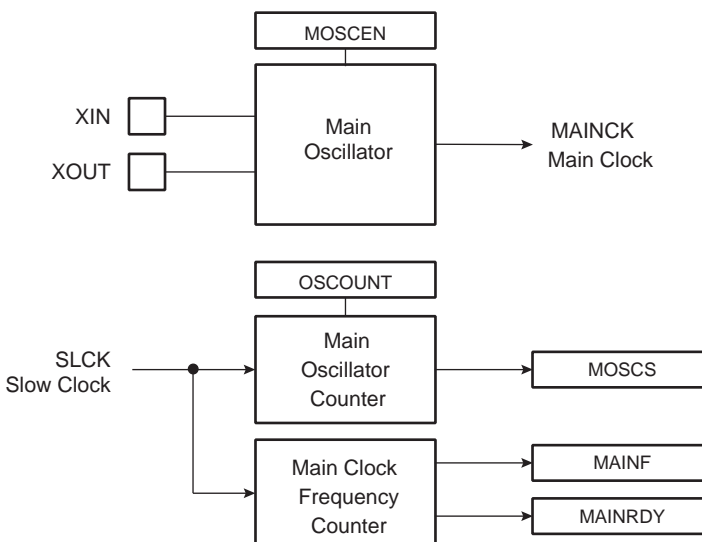 MOSCEN
XIN
XOUT
Main
Oscillator
MAINCK
Main Clock
OSCOUNT
SLCK
Slow Clock
Main
Oscillator
Counter
MOSCS
Main Clock
Frequency
Counter
MAINF
MAINRDY